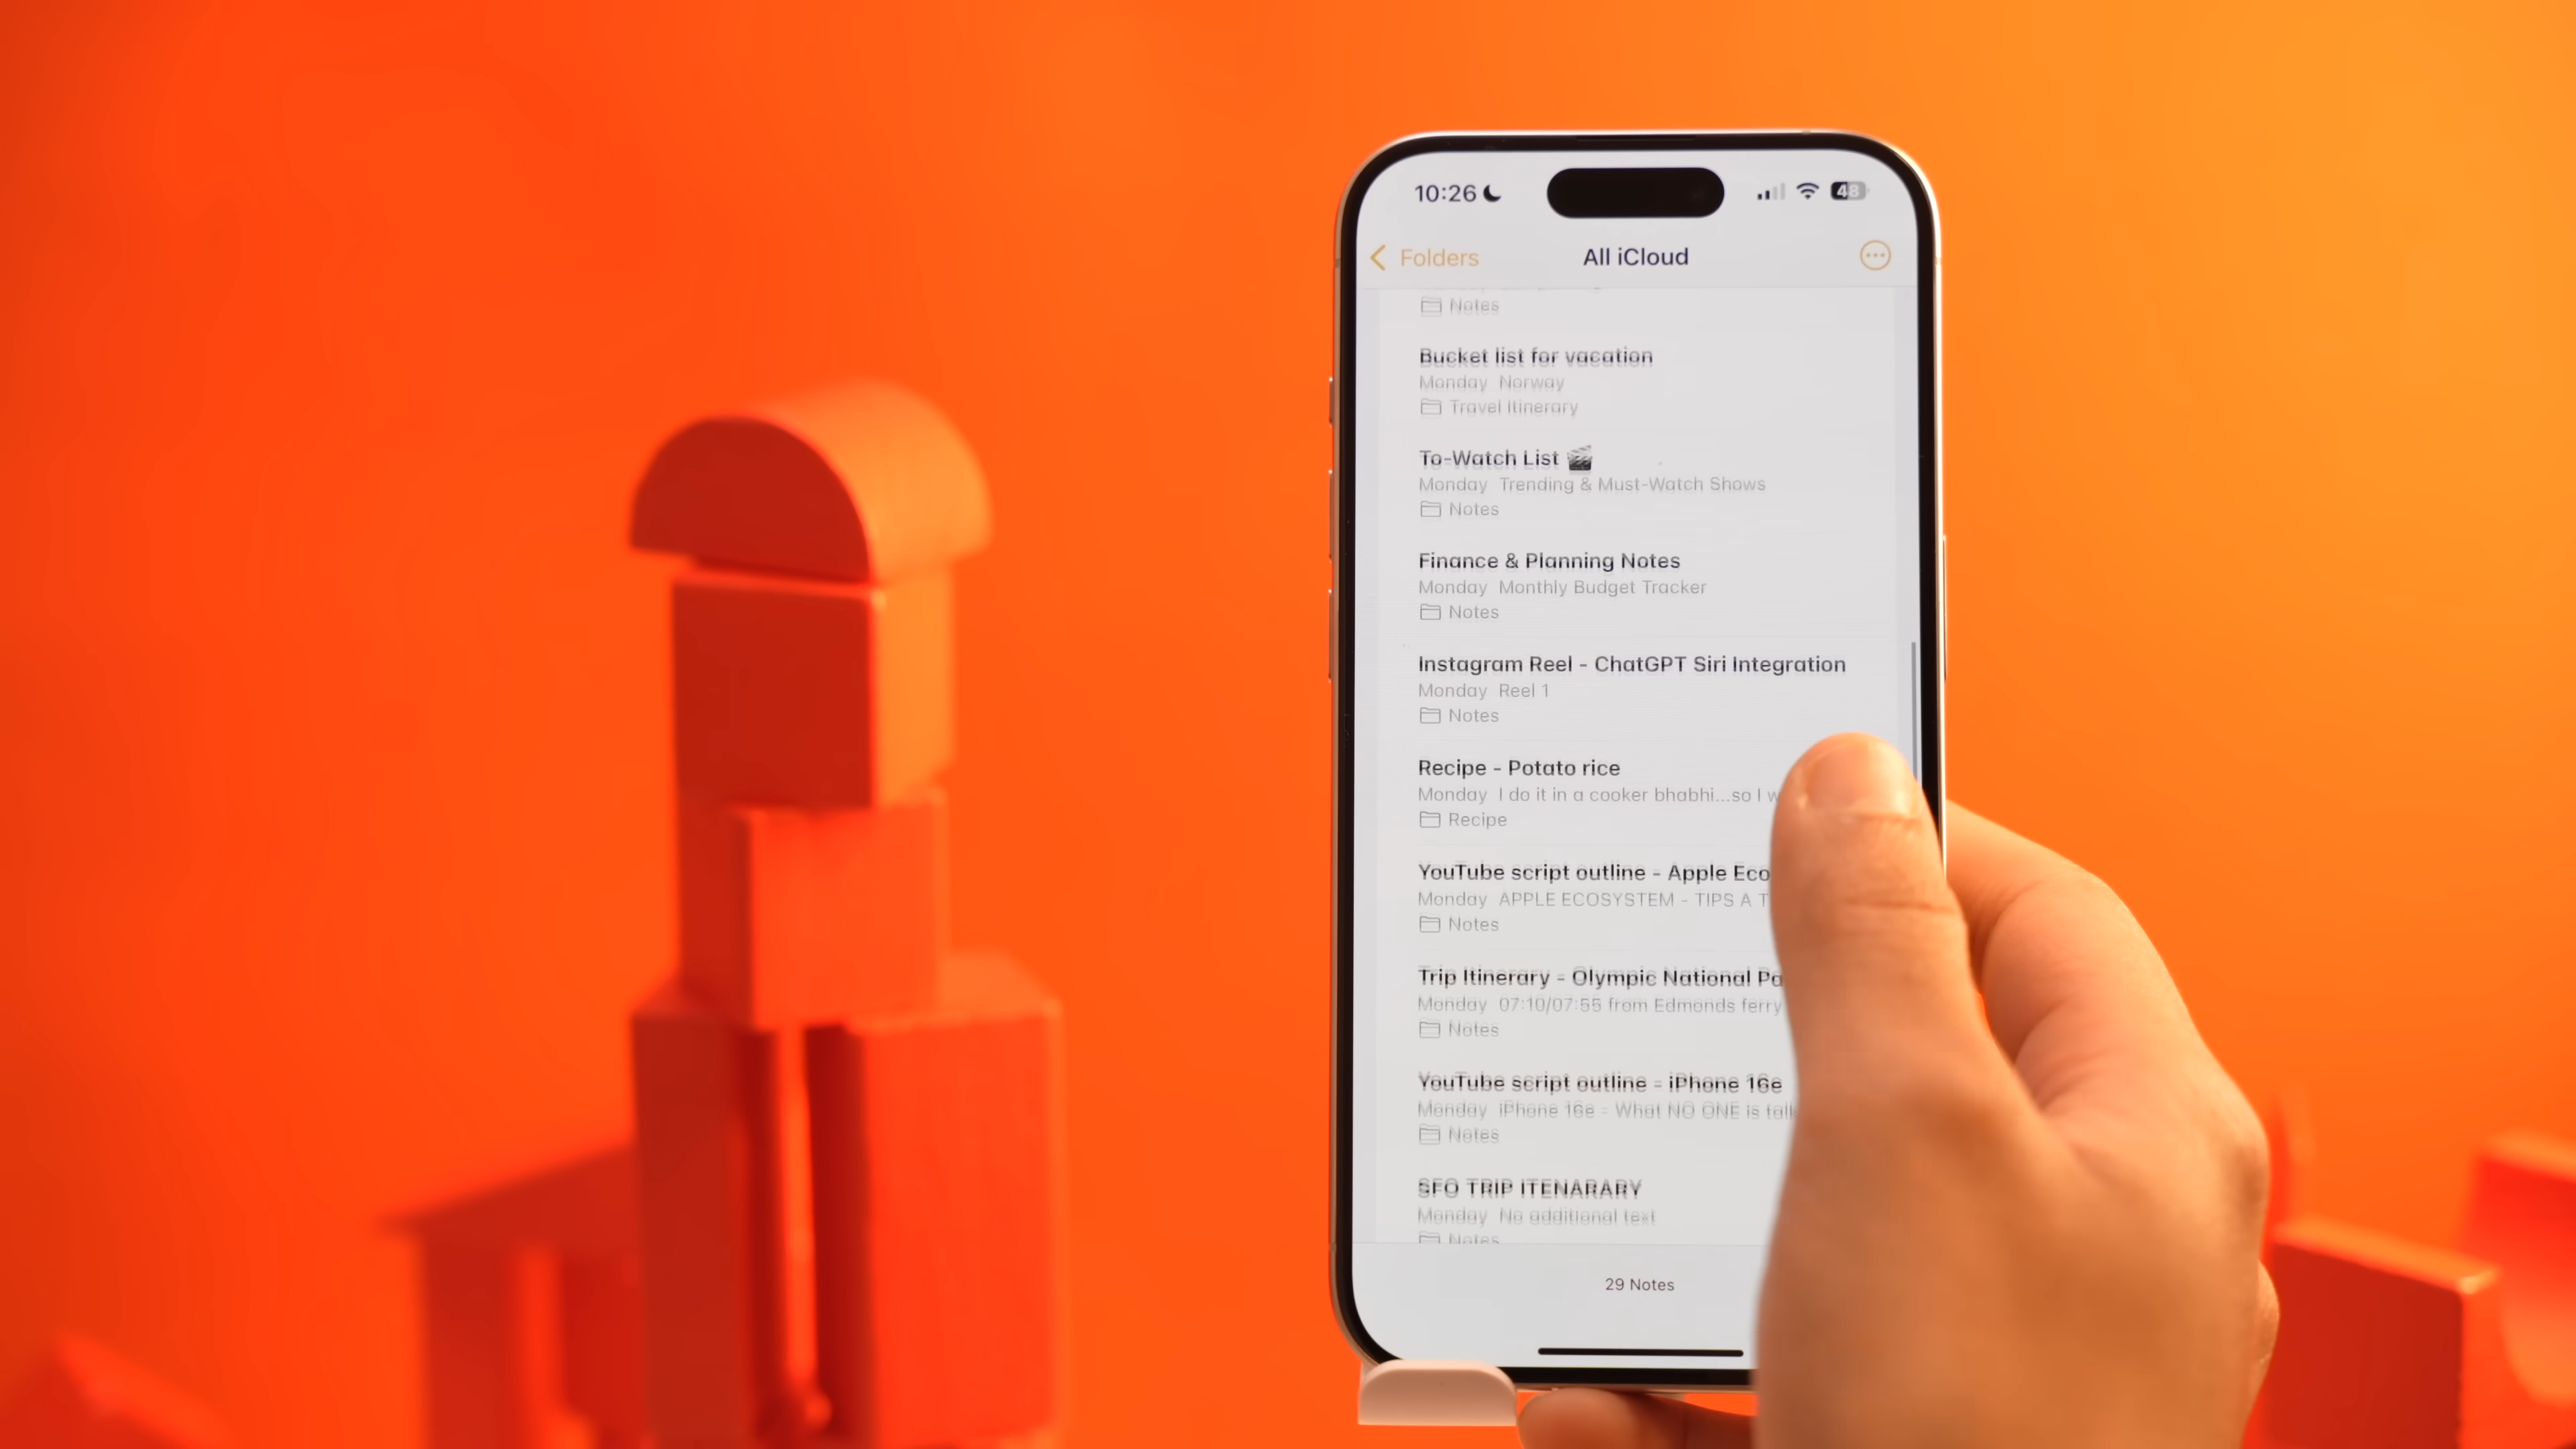 10:26
48
Folders
All iCloud
Notes
Bucket list for vacation
Monday Norway
Travel Itinerary
To-Watch List 🎬
Monday Trending & Must-Watch Shows
Notes
Finance & Planning Notes
Monday Monthly Budget Tracker
Notes
Instagram Reel - ChatGPT Siri Integration
Monday Reel 1
Notes
Recipe - Potato rice
Monday I do it in a cooker bhabhi...so I
Recipe
YouTube script outline - Apple Eco
Monday APPLE ECOSYSTEM - TIPS A T
Notes
Trip Itinerary - Olympic National Pa
Monday 07:10/07:55 from Edmonds ferry
Notes
YouTube script outline - iPhone 16e
Monday iPhone 16e - What NO ONE is talk
Notes
SFO TRIP ITENARARY
Monday No additional text
Notes
29 Notes